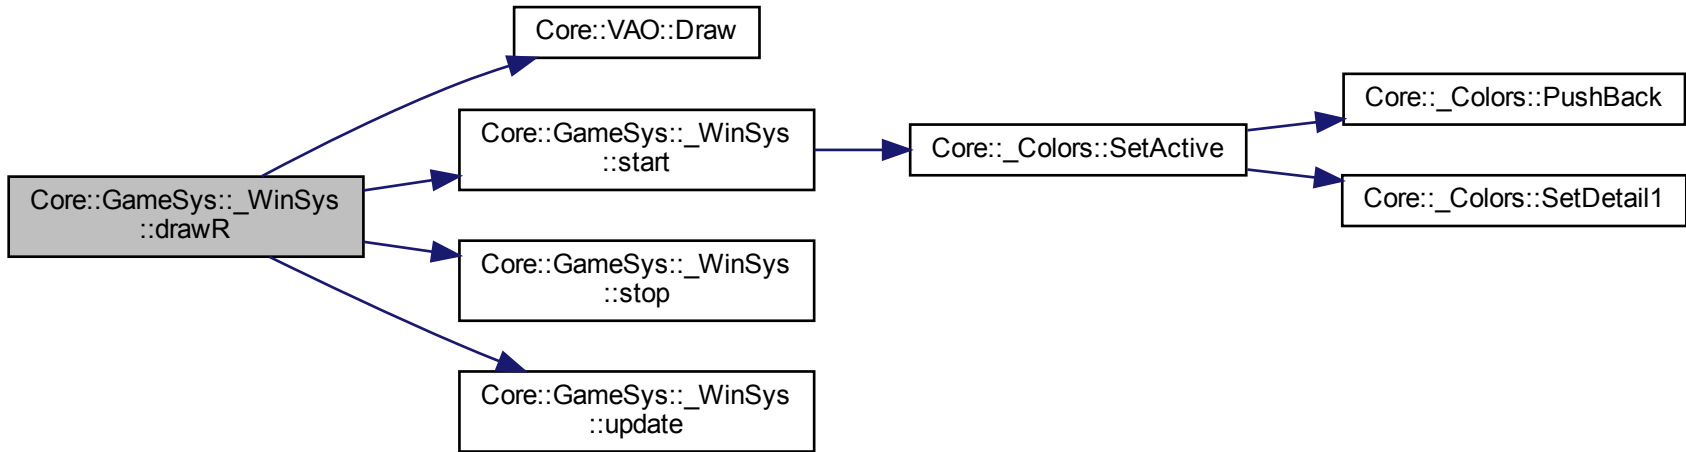 Core::VAO::Draw
Core::GameSys::_WinSys
::drawR
Core::GameSys::_WinSys
::start
Core::GameSys::_WinSys
::stop
Core::GameSys::_WinSys
::update
Core::_Colors::SetActive
Core::_Colors::PushBack
Core::_Colors::SetDetail1